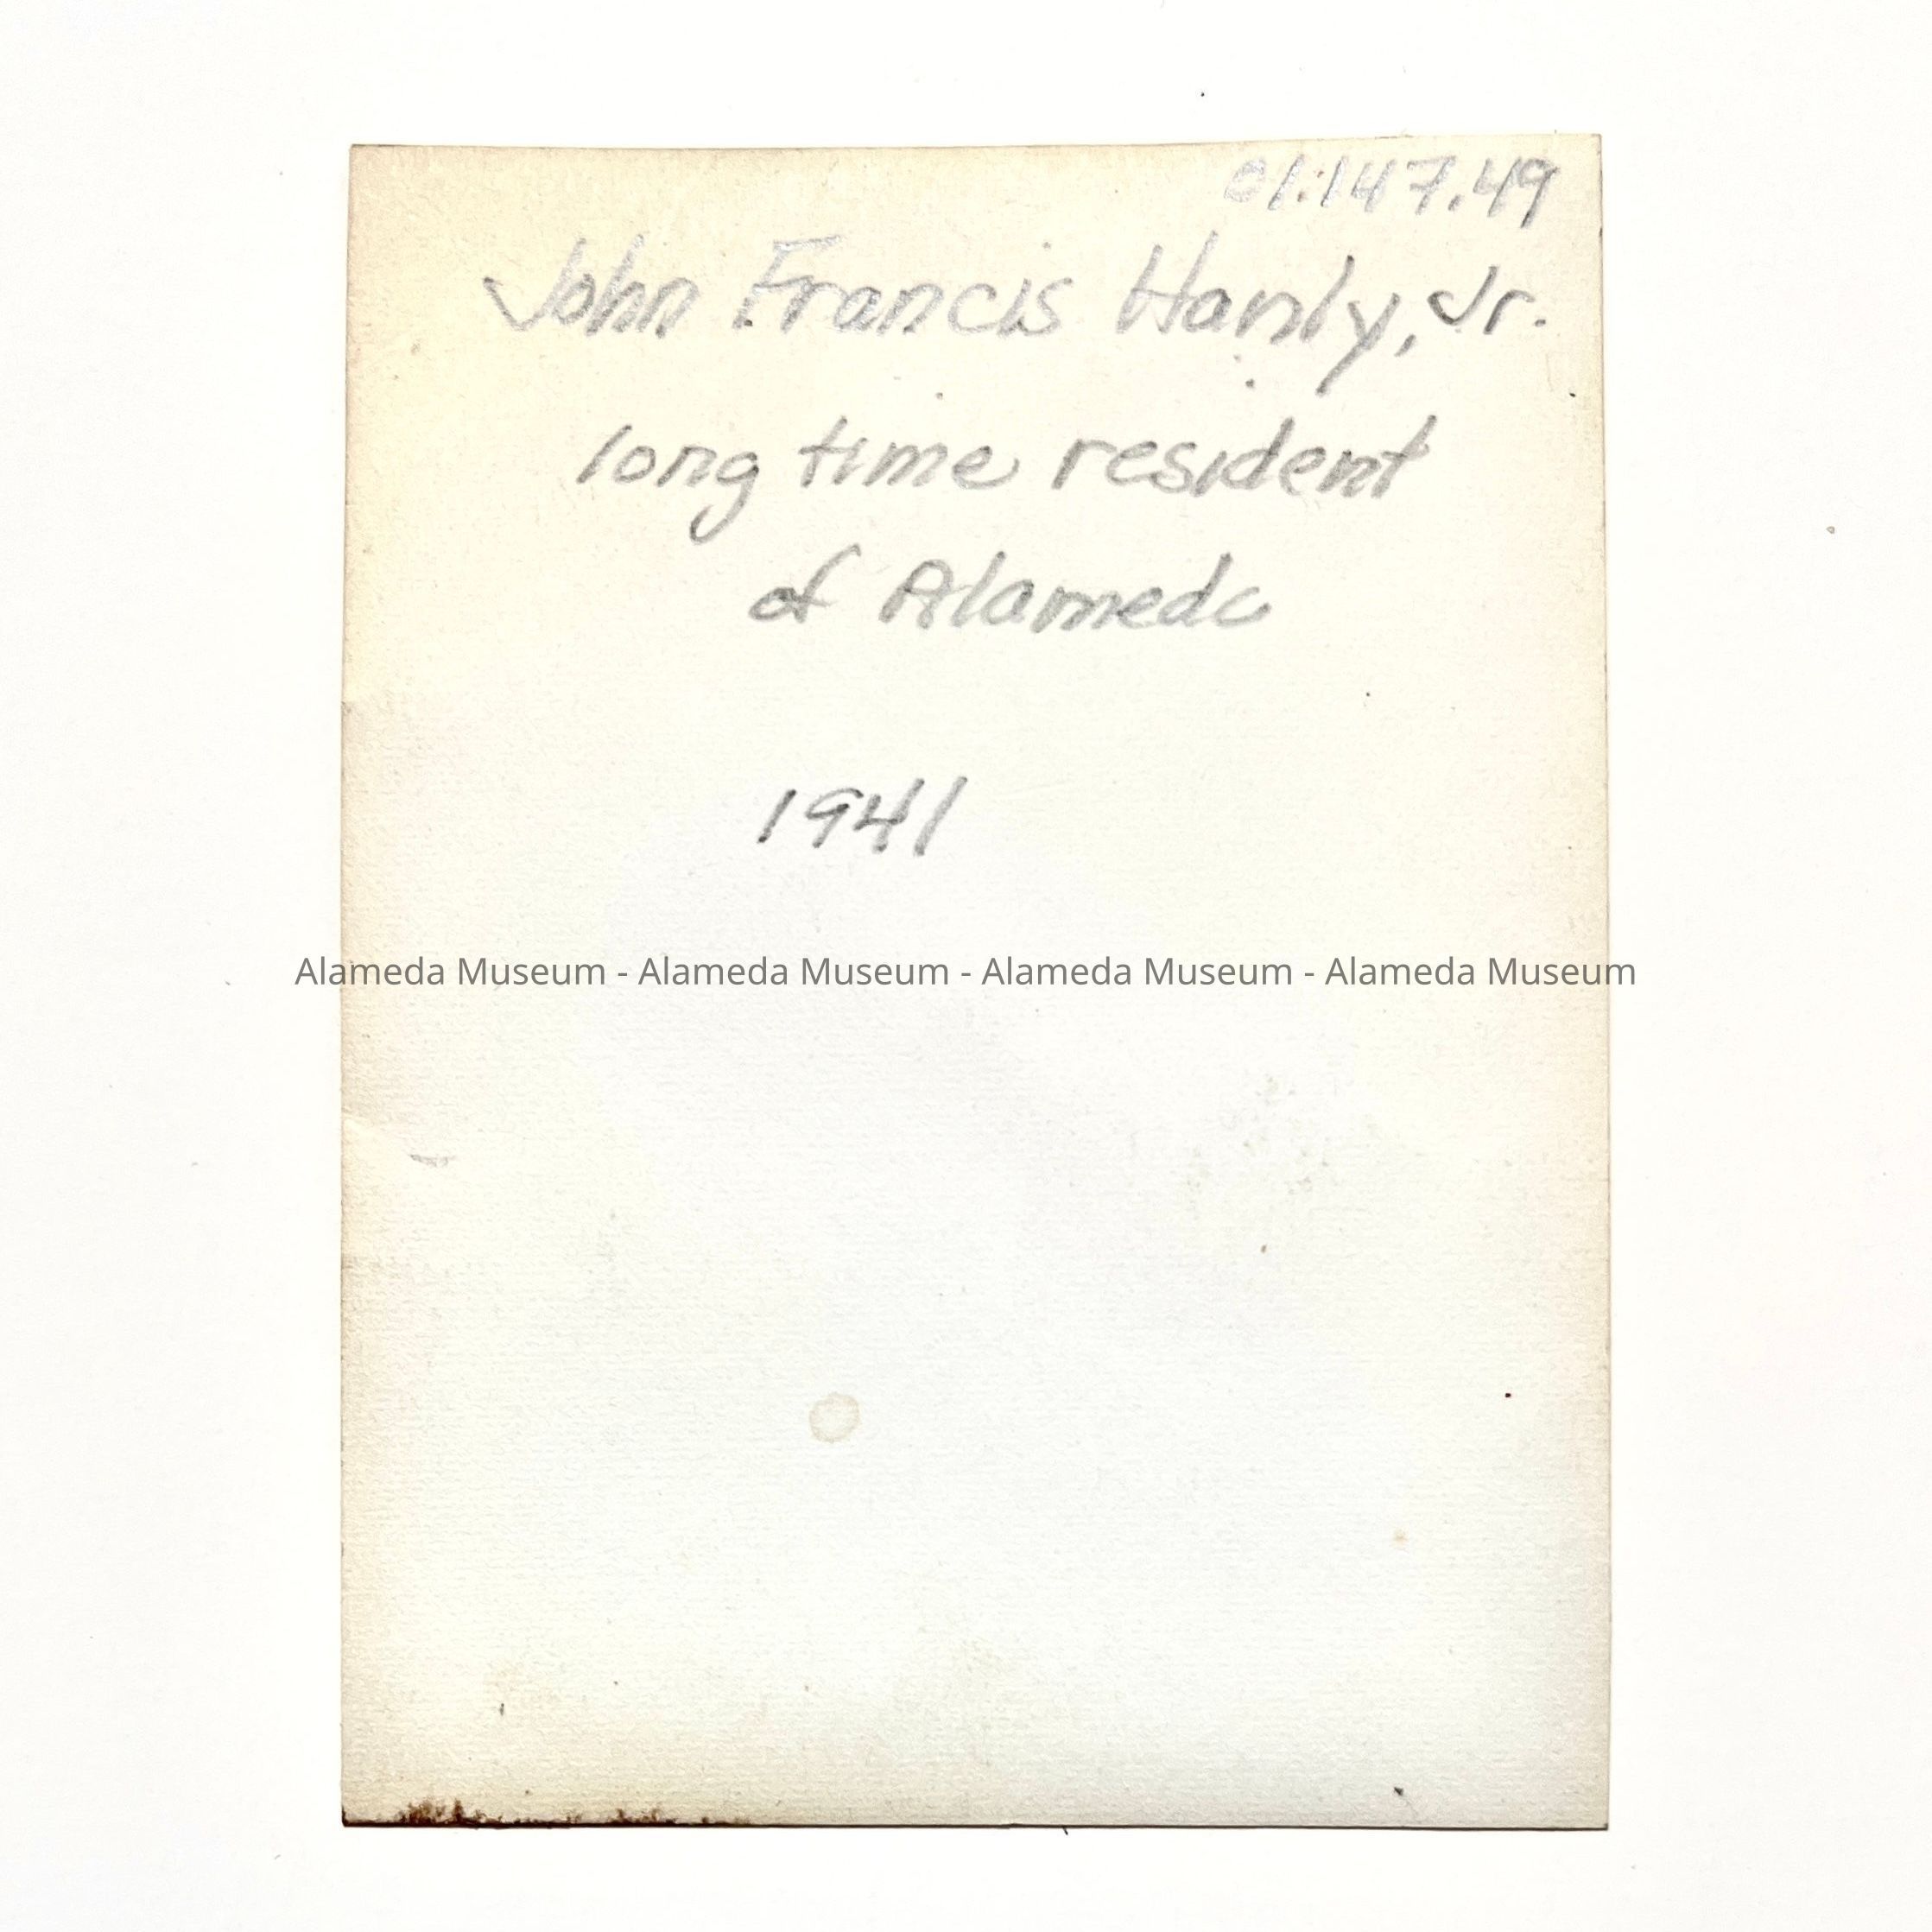 01.147.49
John Francis Hanly, Jr.
long time resident
of Alameda
1941
Alameda Museum - Alameda Museum - Alameda Museum - Alameda Museum